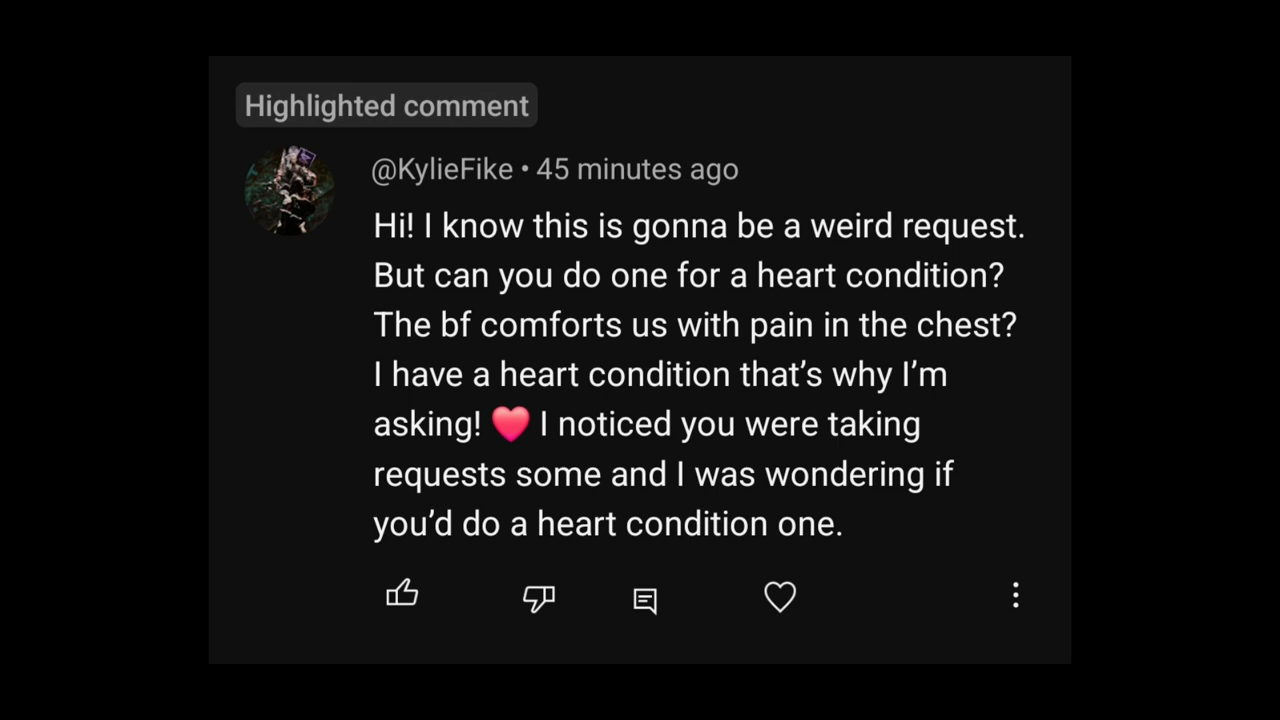 Highlighted comment
@KylieFike • 45 minutes ago
Hi! I know this is gonna be a weird request.
But can you do one for a heart condition?
The bf comforts us with pain in the chest?
I have a heart condition that’s why I’m
asking! ❤️ I noticed you were taking
requests some and I was wondering if
you’d do a heart condition one.